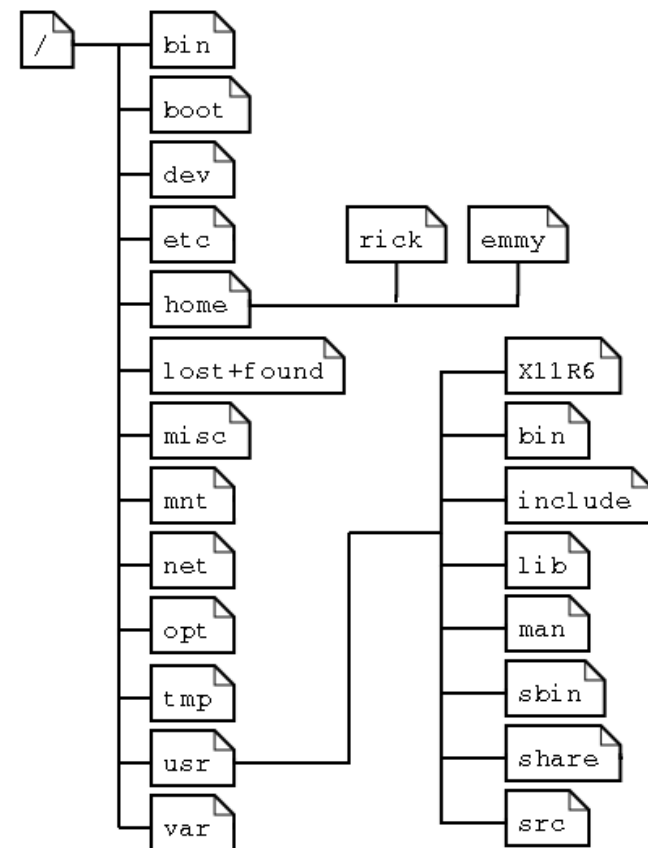 /
bin
boot
dev
etc
home
rick
emmy
lost+found
misc
mnt
net
opt
tmp
usr
var
X11R6
bin
include
lib
man
sbin
share
src